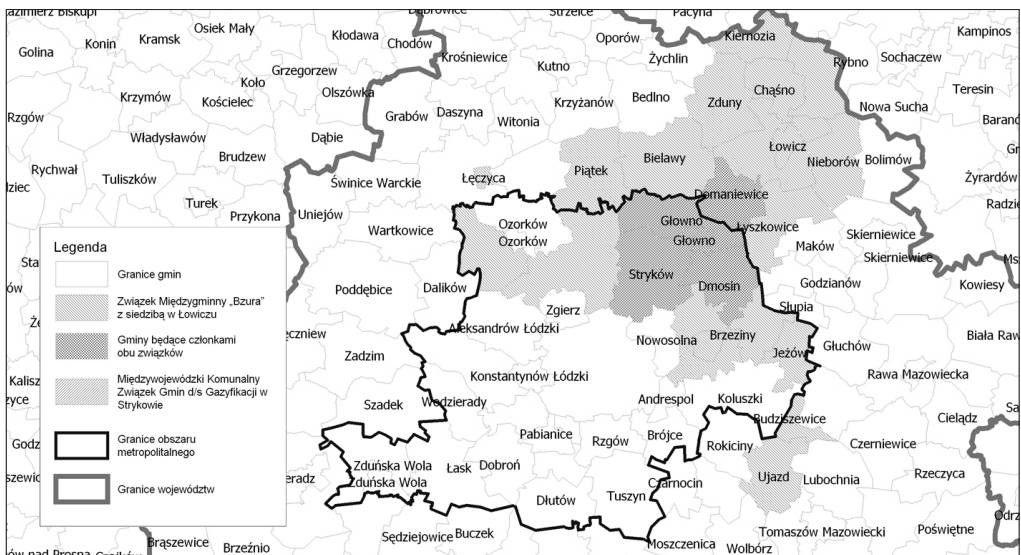 Kazimierz Biskupi
Dąbrowice
Strzelce
Pacyna
Osiek Mały
Kłodawa
Chodów
Oporów
Kiernozia
Kampinos
Golina
Konin
Kramsk
Krośniewice
Żychlin
Rybno
Sochaczew
Kutno
Grzegorzew
Koło
Olszówka
Chąśno
Teresin
Krzymów
Kościelec
Krzyżanów
Bedlno
Zduny
Nowa Sucha
Rzgów
Grabów
Daszyna
Witonia
Władysławów
Dąbie
Łowicz
Brudzew
Bielawy
Nieborów
Bolimów
Rychwał
Tuliszków
Piątek
Łęczyca
Żyrardów
Świnice Warckie
Domaniewice
Turek
Przykona
Uniejów
Ozorków
Głowno
Łyszkowice
Wartkowice
Ozorków
Głowno
Skierniewice
Maków
Skierniewice
Stryków
Godzianów
Kowiesy
Poddębice
Dalików
Dmosin
Zgierz
Słupia
Aleksandrów Łódzki
Nowosolna
Brzeziny
Biała Raw
Zadzim
Jeżów
Głuchów
Konstantynów Łódzki
Rawa Mazowiecka
Szadek
Wodzierady
Andrespol
Koluszki
Budziszewice
Cielądz
Pabianice
Rzgów
Brójce
Rokiciny
Czerniewice
Zduńska Wola
Łask
Dobroń
Zduńska Wola
Czarnocin
Ujazd
Lubochnia
Rzeczyca
Dłutów
Tuszyn
Sędziejowice
Buczek
Moszczenica
Wolbórz
Tomaszów Mazowiecki
Poświętne
Brąszewice
Brzeźnio
Legenda
Granice gmin
Związek Międzygminny „Bzura”
z siedzibą w Łowiczu
Gminy będące członkami
obu związków
Międzywojewódzki Komunalny
Związek Gmin d/s Gazyfikacji w
Strykowie
Granice obszaru
metropolitalnego
Granice województw